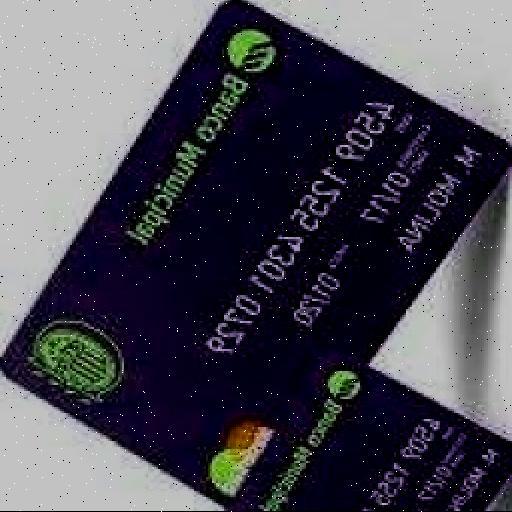 Banco Municipal
4509 1255 4301 0729
01/17 01/20
M. MOLINA
Banco Municipal
4509 1255
01/17